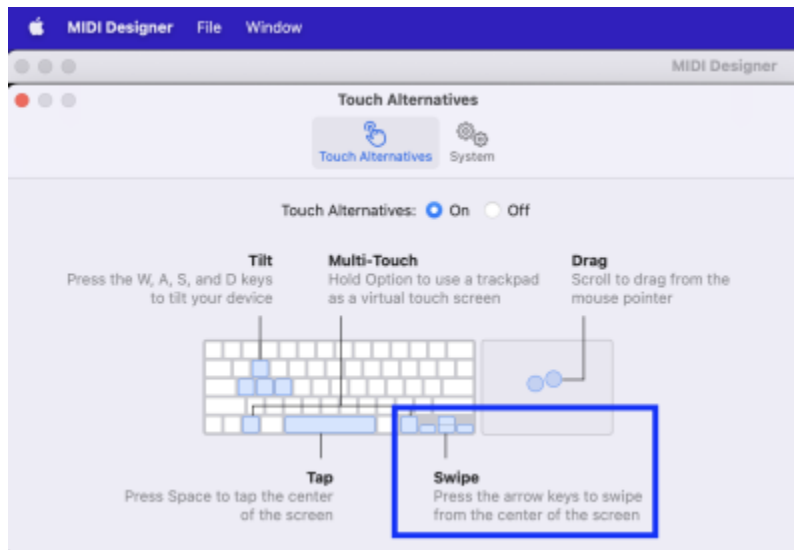 MIDI Designer File Window
MIDI Designer
Touch Alternatives
Touch Alternatives System
Touch Alternatives: On Off
Tilt
Press the W, A, S, and D keys
to tilt your device
Multi-Touch
Hold Option to use a trackpad
as a virtual touch screen
Drag
Scroll to drag from the
mouse pointer
Tap
Press Space to tap the center
of the screen
Swipe
Press the arrow keys to swipe
from the center of the screen